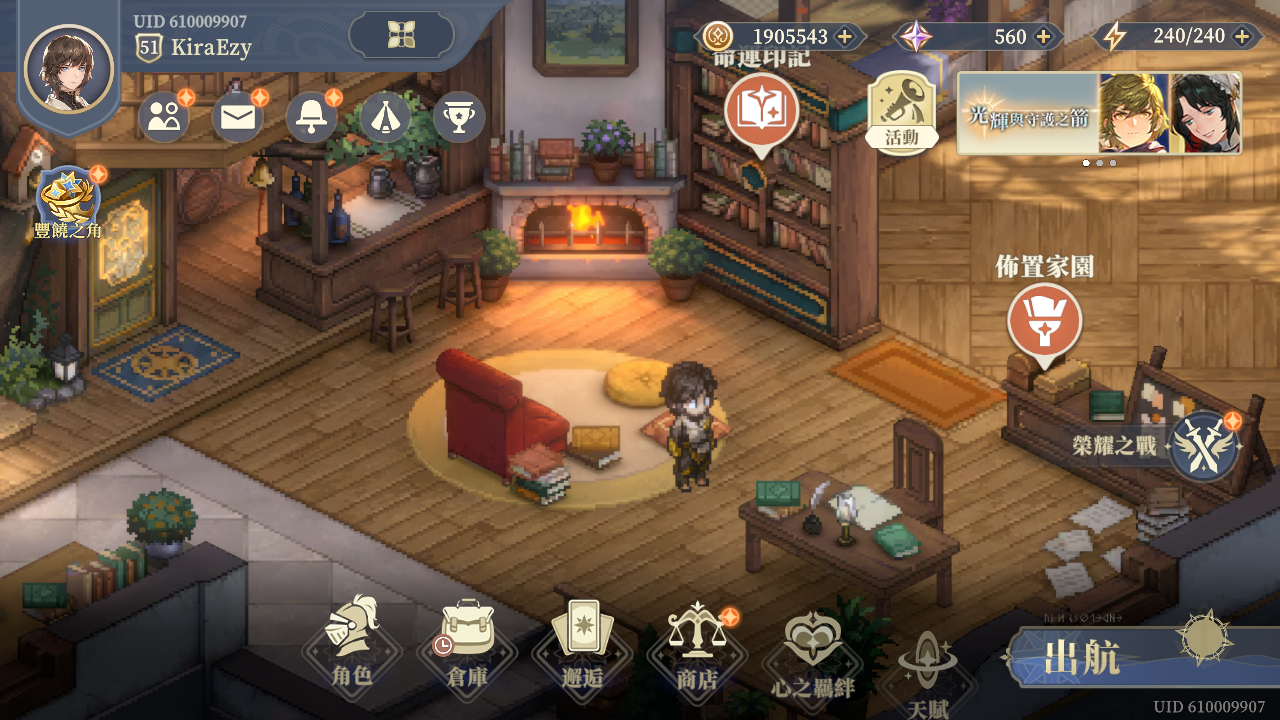 UID 610009907
51 KiraEzy
1905543
560
240/240
命運印記
活動
光輝與守護之箭
豐饒之角
佈置家園
榮耀之戰
角色
倉庫
邂逅
商店
心之羈絆
天賦
出航
UID 610009907